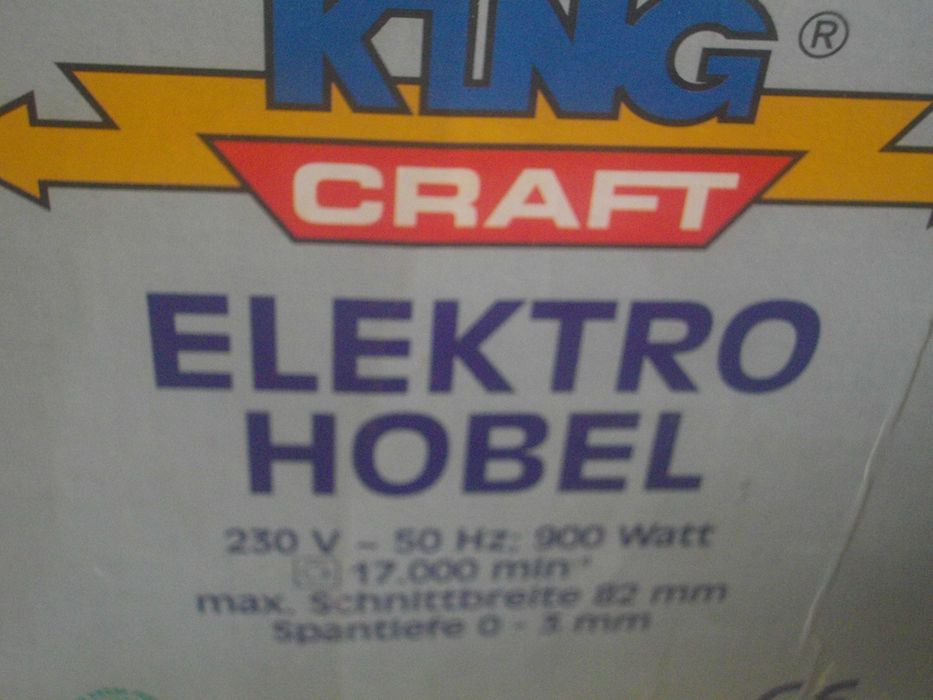 KING ®
CRAFT
ELEKTRO
HOBEL
230 V ~ 50 Hz; 900 Watt
17.000 min⁻¹
max. Schnittbreite 82 mm
Spantiefe 0 - 3 mm
CE